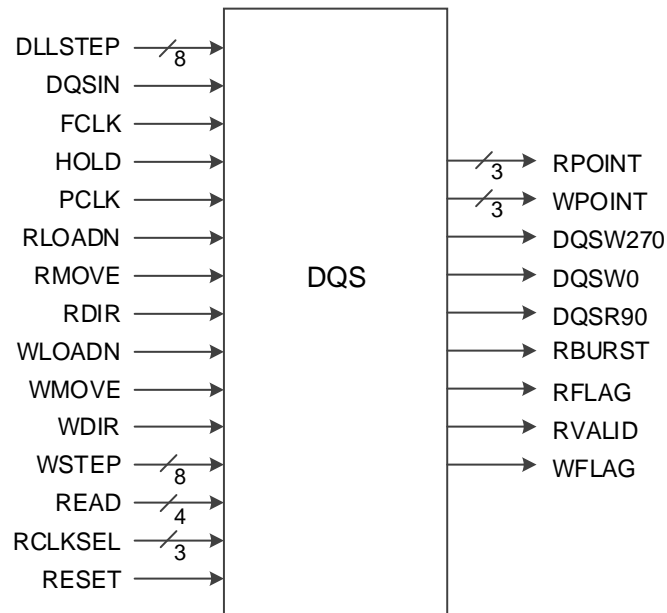 DLLSTEP
8
DQSIN
FCLK
HOLD
PCLK
RLOADN
RMOVE
RDIR
WLOADN
WMOVE
WDIR
WSTEP
8
READ
4
RCLKSEL
3
RESET
DQS
RPOINT
3
WPOINT
3
DQSW270
DQSW0
DQSR90
RBURST
RFLAG
RVALID
WFLAG